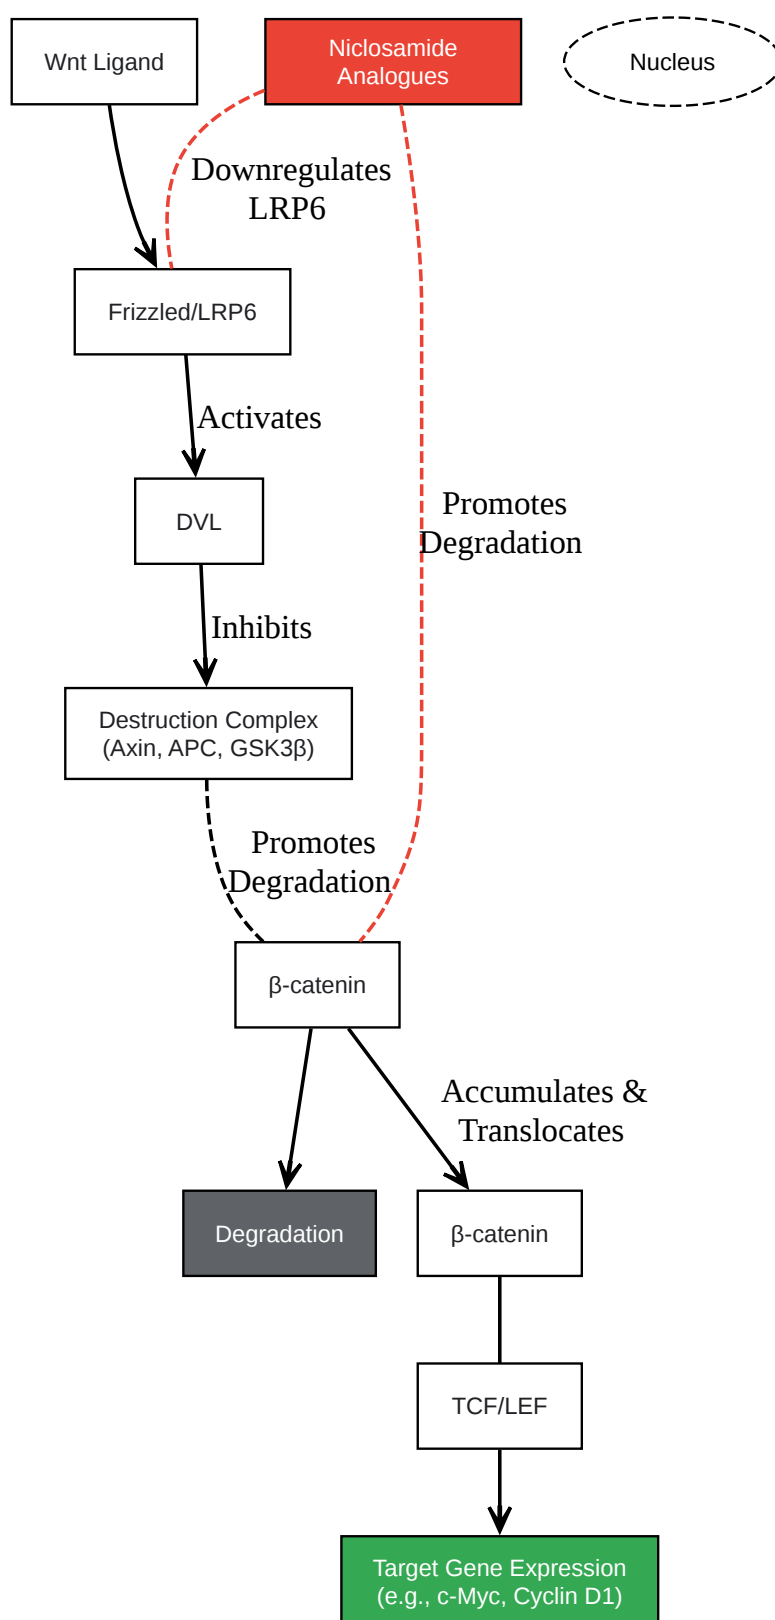 Wnt Ligand
Niclosamide
Analogues
Nucleus
Downregulates
LRP6
Frizzled/LRP6
Activates
DVL
Promotes
Degradation
Inhibits
Destruction Complex
(Axin, APC, GSK3β)
Promotes
Degradation
β-catenin
Accumulates &
Translocates
Degradation
β-catenin
TCF/LEF
Target Gene Expression
(e.g., c-Myc, Cyclin D1)